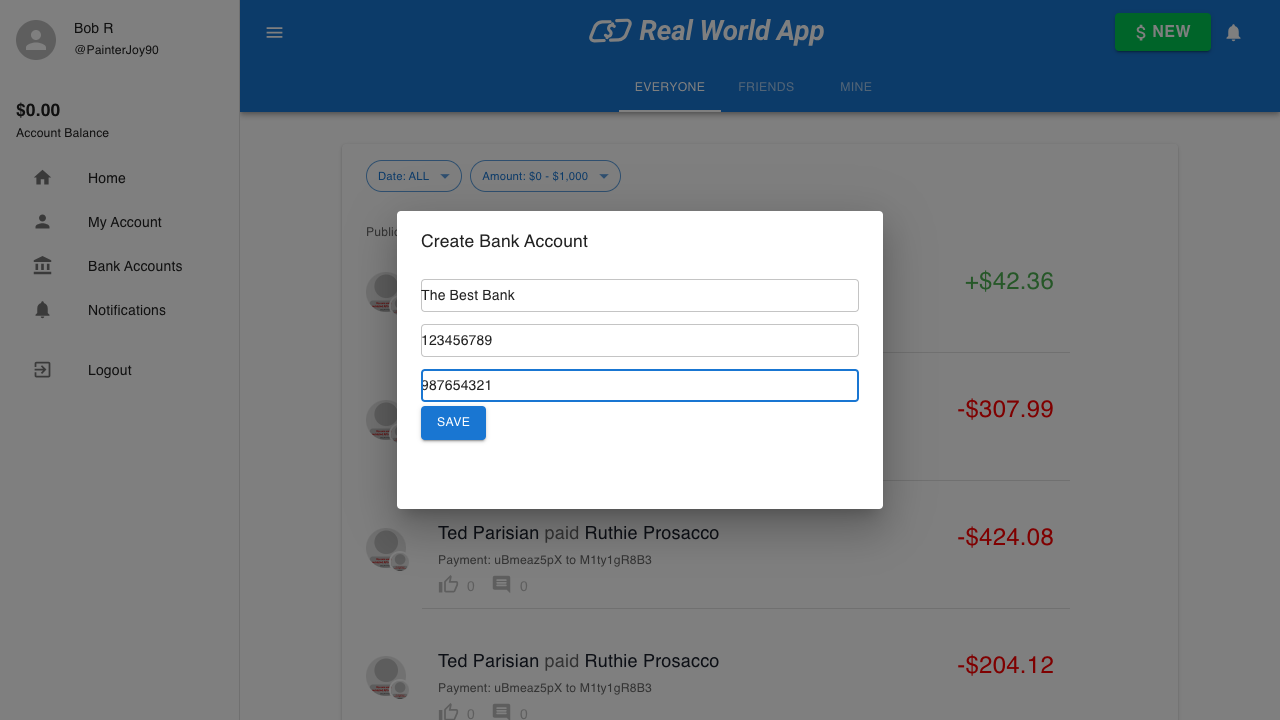 Bob R
@PainterJoy90
$0.00
Account Balance
Home
My Account
Bank Accounts
Notifications
Logout
Real World App
$ NEW
EVERYONE FRIENDS MINE
Date: ALL Amount: $0 - $1,000
Create Bank Account
The Best Bank
123456789
987654321
SAVE
+$42.36
-$307.99
Ted Parisian paid Ruthie Prosacco -$424.08
Payment: uBmeaz5pX to M1ty1gR8B3
0 0
Ted Parisian paid Ruthie Prosacco -$204.12
Payment: uBmeaz5pX to M1ty1gR8B3
0 0